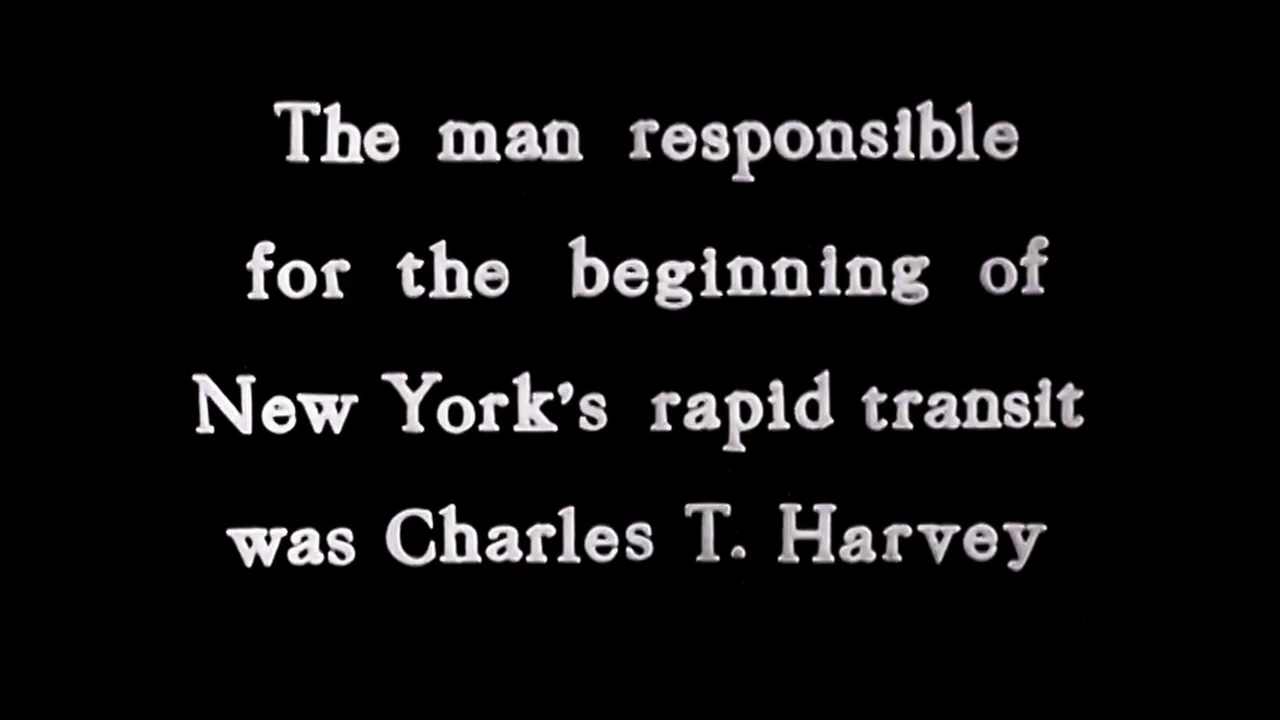 The man responsible
for the beginning of
New York's rapid transit
was Charles T. Harvey